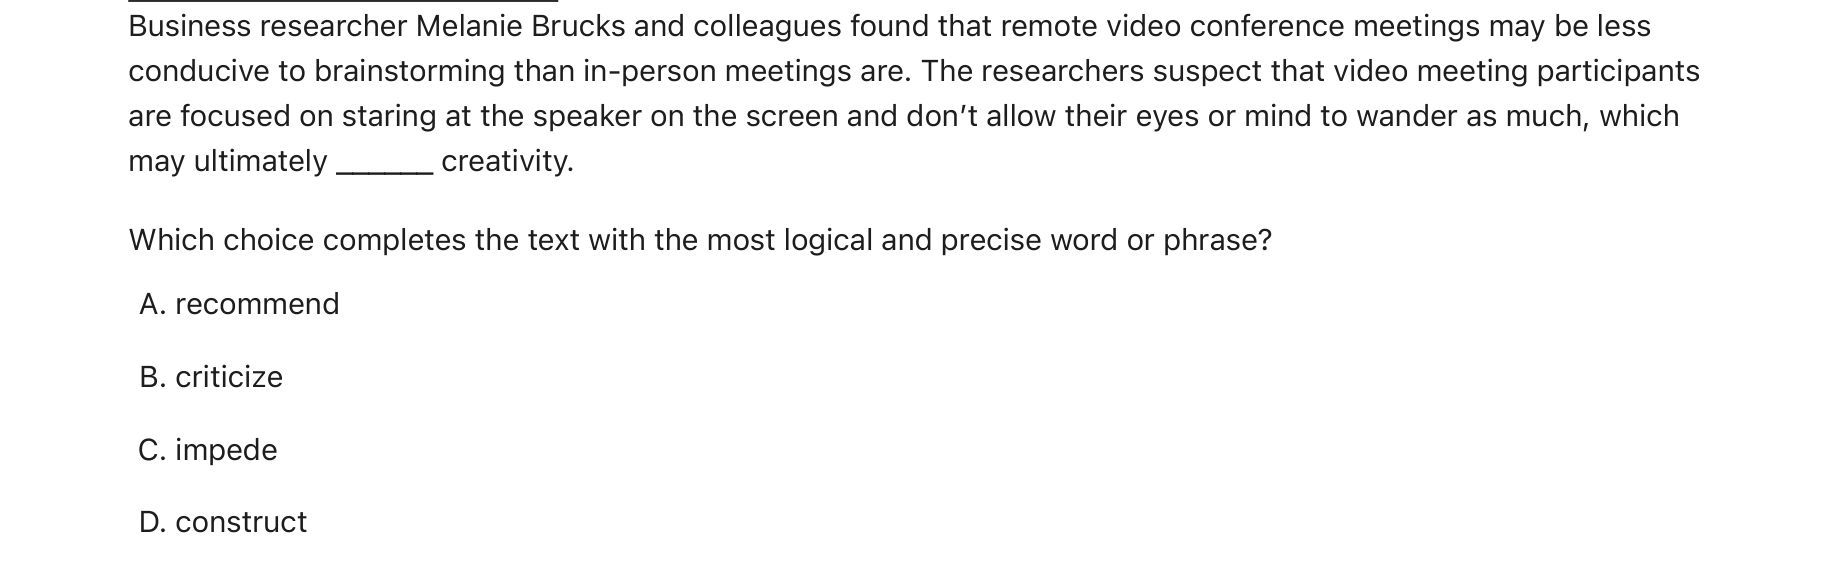 Business researcher Melanie Brucks and colleagues found that remote video conference meetings may be less
conducive to brainstorming than in-person meetings are. The researchers suspect that video meeting participants
are focused on staring at the speaker on the screen and don’t allow their eyes or mind to wander as much, which
may ultimately ______ creativity.
Which choice completes the text with the most logical and precise word or phrase?
A. recommend
B. criticize
C. impede
D. construct